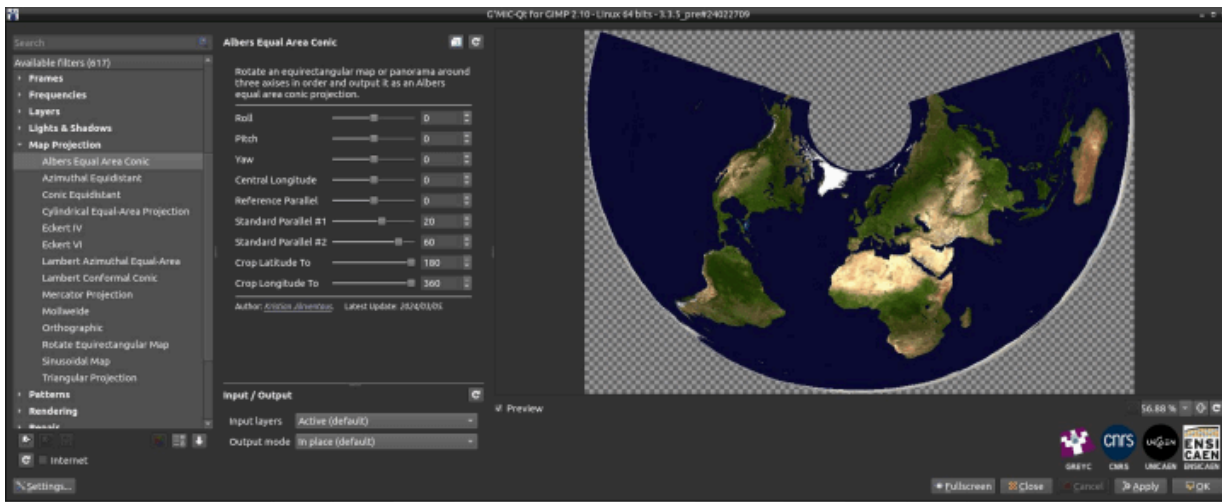 G'MIC-Qt for GIMP 2.10 - Linux 64 bits - 3.3.5_pre#24022709
Search
Available filters (617)
Frames
Frequencies
Layers
Lights & Shadows
Map Projection
Albers Equal Area Conic
Azimuthal Equidistant
Conic Equidistant
Cylindrical Equal-Area Projection
Eckert IV
Eckert VI
Lambert Azimuthal Equal-Area
Lambert Conformal Conic
Mercator Projection
Mollweide
Orthographic
Rotate Equirectangular Map
Sinusoidal Map
Triangular Projection
Patterns
Rendering
Repair
Internet
Settings...
Albers Equal Area Conic
Rotate an equirectangular map or panorama around
three axises in order and output it as an Albers
equal area conic projection.
Roll 0
Pitch 0
Yaw 0
Central Longitude 0
Reference Parallel 0
Standard Parallel #1 20
Standard Parallel #2 60
Crop Latitude To 180
Crop Longitude To 360
Author: Latest Update: 2024/03/05.
Input / Output
Input layers Active (default)
Output mode In place (default)
Preview
56.88 %
CNRS UNICAEN ENSI
CAEN
GREYC CNRS UNICAEN ENSICAEN
Fullscreen Close Cancel Apply OK